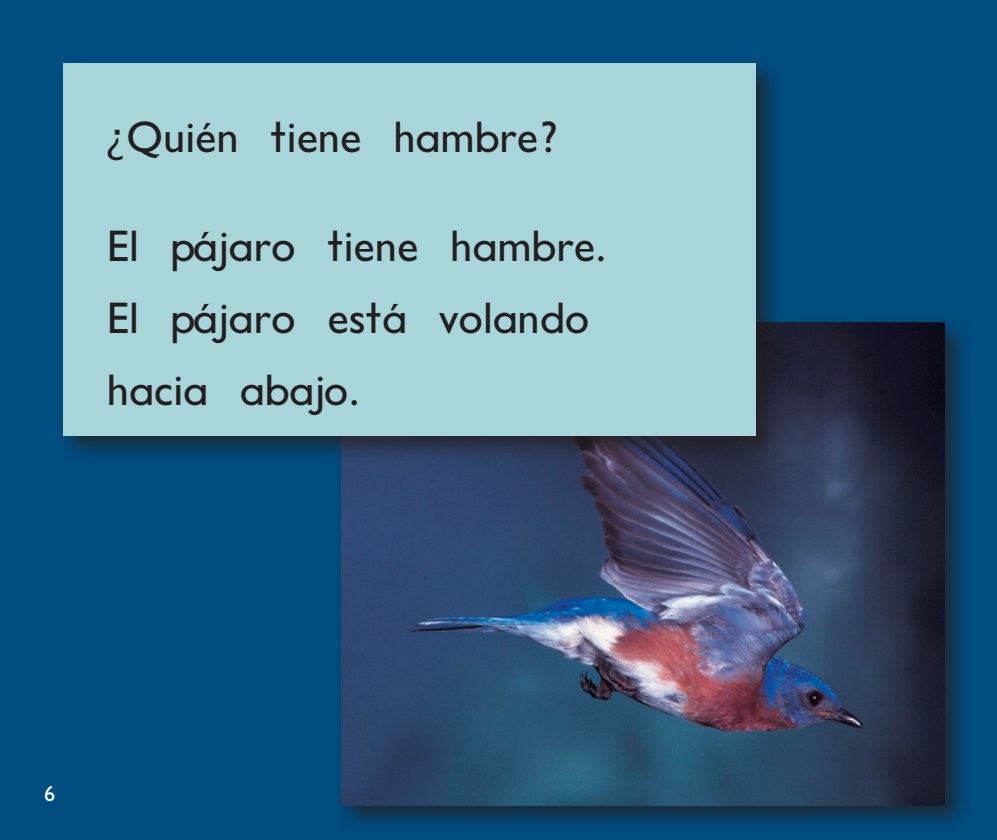 ¿Quién tiene hambre?
El pájaro tiene hambre.
El pájaro está volando
hacia abajo.
6